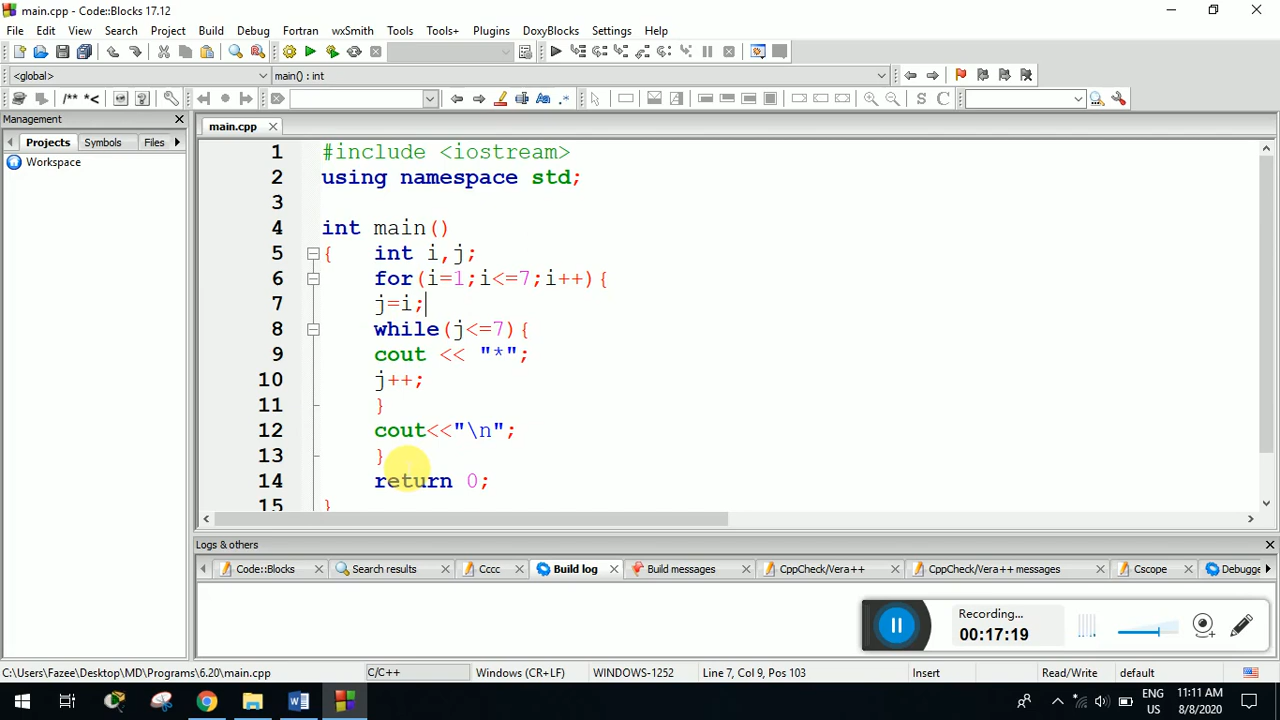 main.cpp - Code::Blocks 17.12
File Edit View Search Project Build Debug Fortran wxSmith Tools Tools+ Plugins DoxyBlocks Settings Help
<global> main() : int
/** *< S C
Management
Projects Symbols Files
Workspace
main.cpp
1 #include <iostream>
2 using namespace std;
3
4 int main()
5 { int i,j;
6 for(i=1;i<=7;i++){
7 j=i;
8 while(j<=7){
9 cout << "*";
10 j++;
11 }
12 cout<<"\n";
13 }
14 return 0;
15 }
Logs & others
Code::Blocks Search results Cccc Build log Build messages CppCheck/Vera++ CppCheck/Vera++ messages Cscope Debugge
Recording...
00:17:19
C:\Users\Fazee\Desktop\MD\Programs\6.20\main.cpp C/C++ Windows (CR+LF) WINDOWS-1252 Line 7, Col 9, Pos 103 Insert Read/Write default
ENG 11:11 AM
US 8/8/2020